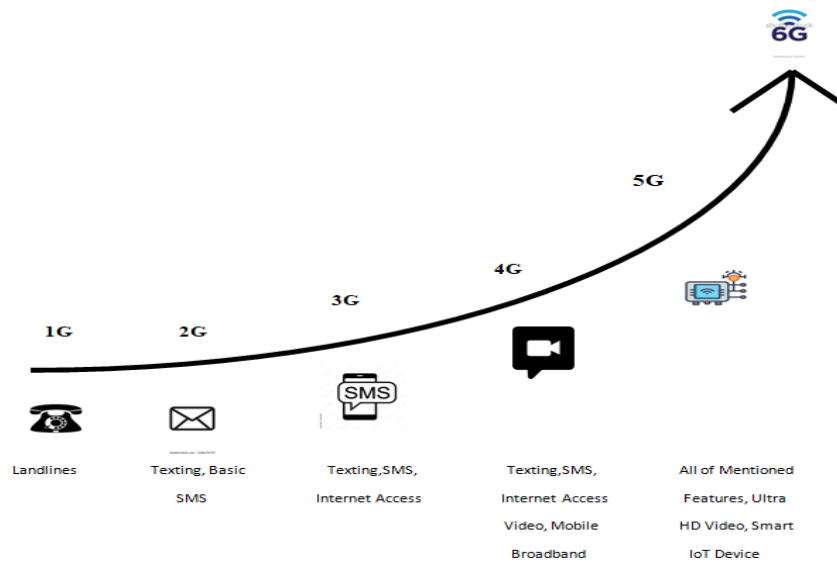 6G
5G
4G
3G
1G
2G
SMS
Landlines
Texting, Basic
SMS
Texting,SMS,
Internet Access
Texting,SMS,
Internet Access
Video, Mobile
Broadband
All of Mentioned
Features, Ultra
HD Video, Smart
IoT Device